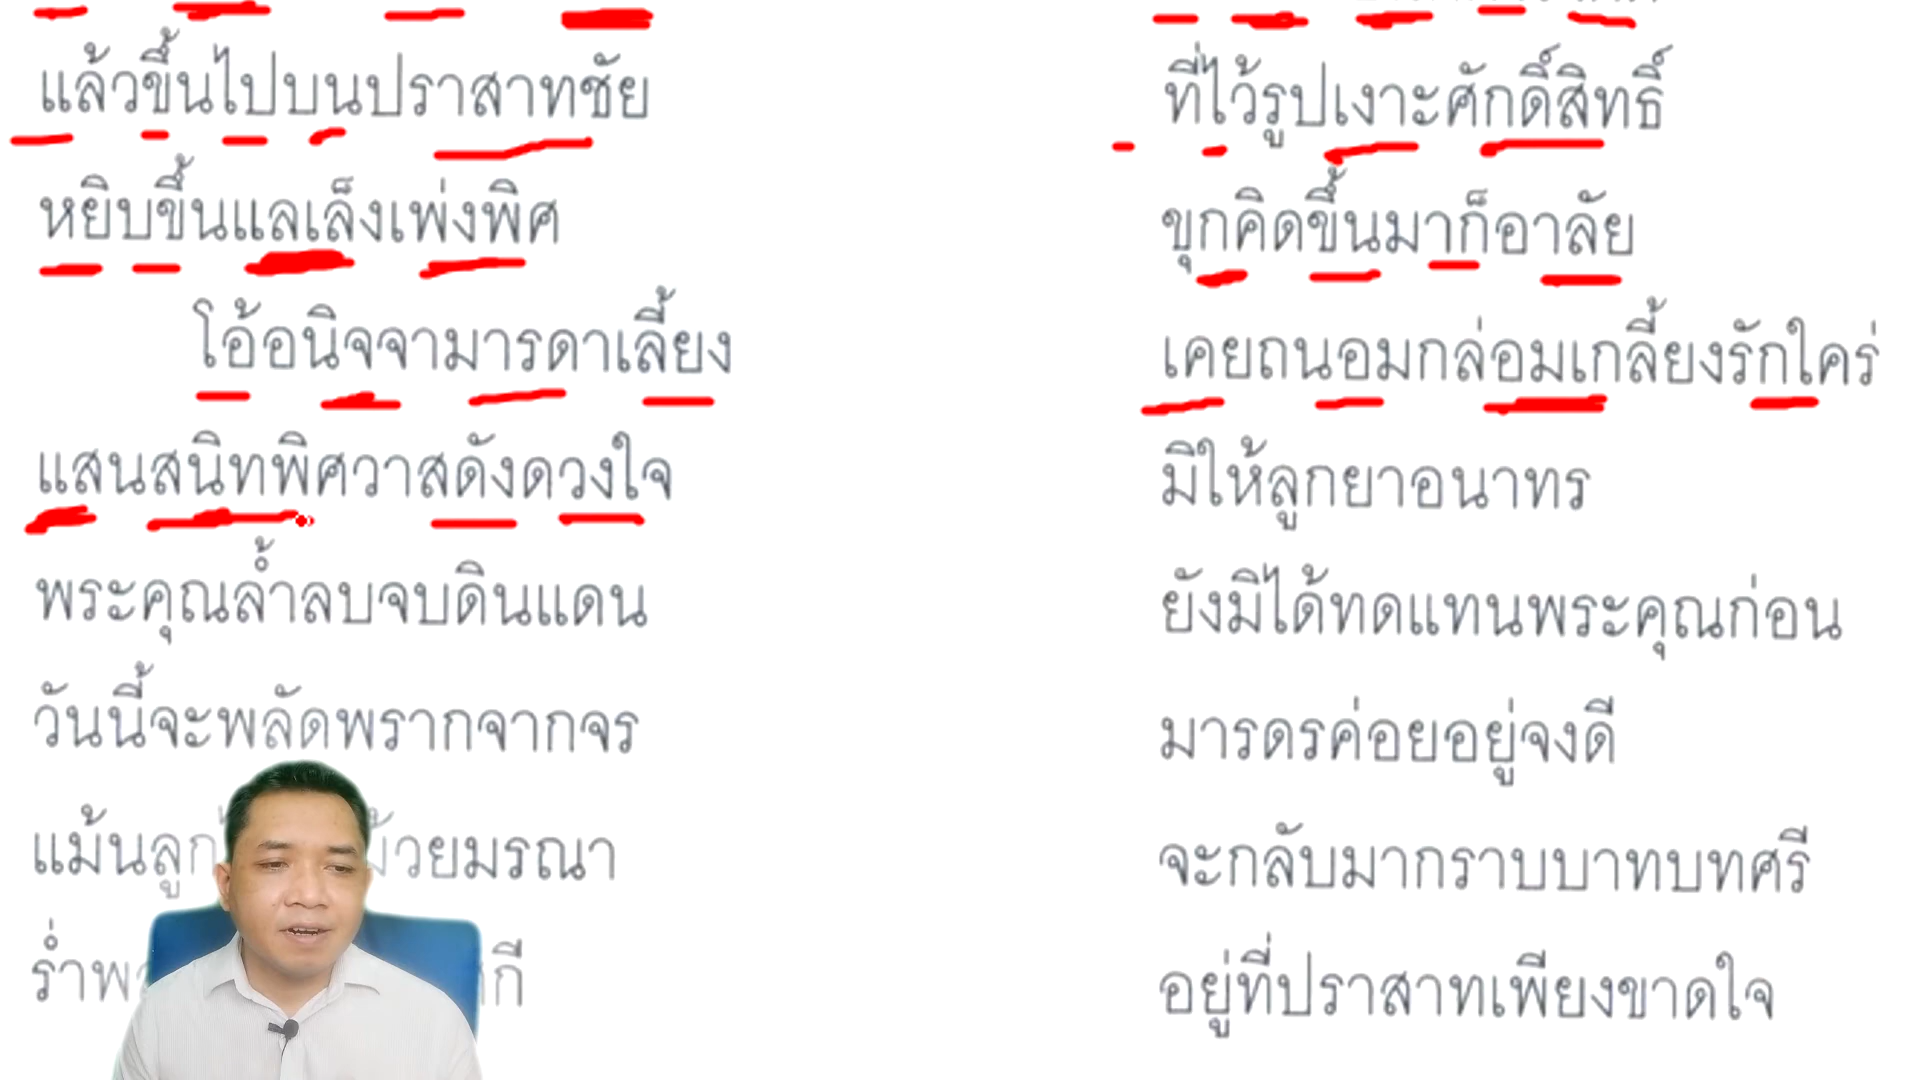 แล้วขึ้นไปบนปราสาทชัย
ที่ไว้รูปเงาะศักดิ์สิทธิ์
หยิบขึ้นแลเล็งเพ่งพิศ
ขุกคิดขึ้นมาก็อาลัย
โอ้อนิจจามารดาเลี้ยง
เคยถนอมกล่อมเกลี้ยงรักใคร่
แสนสนิทพิศวาสดังดวงใจ
มิให้ลูกยาอนาทร
พระคุณล้ำลบจบดินแดน
ยังมิได้ทดแทนพระคุณก่อน
วันนี้จะพลัดพรากจากจร
มารดรค่อยอยู่จงดี
แม้นลูก
จะกลับมากราบบาทบทศรี
อยู่ที่ปราสาทเพียงขาดใจ